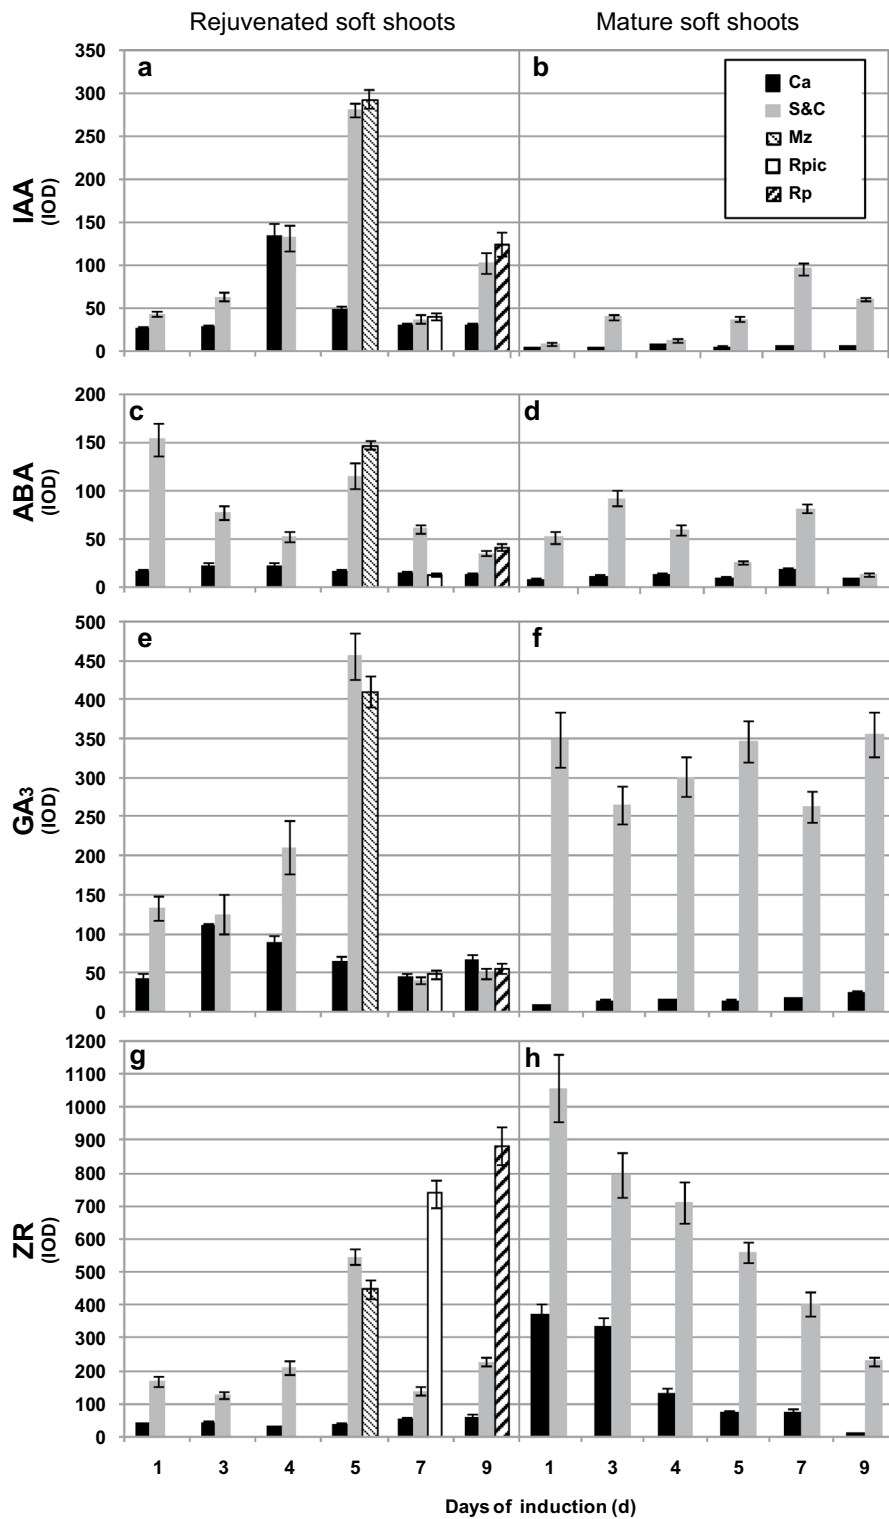 Rejuvenated soft shoots
Mature soft shoots
a
b
Ca
S&C
Mz
Rpic
Rp
IAA
(IOD)
350
300
250
200
150
100
50
0
c
d
ABA
(IOD)
200
150
100
50
0
e
f
GA3
(IOD)
500
450
400
350
300
250
200
150
100
50
0
g
h
ZR
(IOD)
1200
1100
1000
900
800
700
600
500
400
300
200
100
0
1 3 4 5 7 9 1 3 4 5 7 9
Days of induction (d)